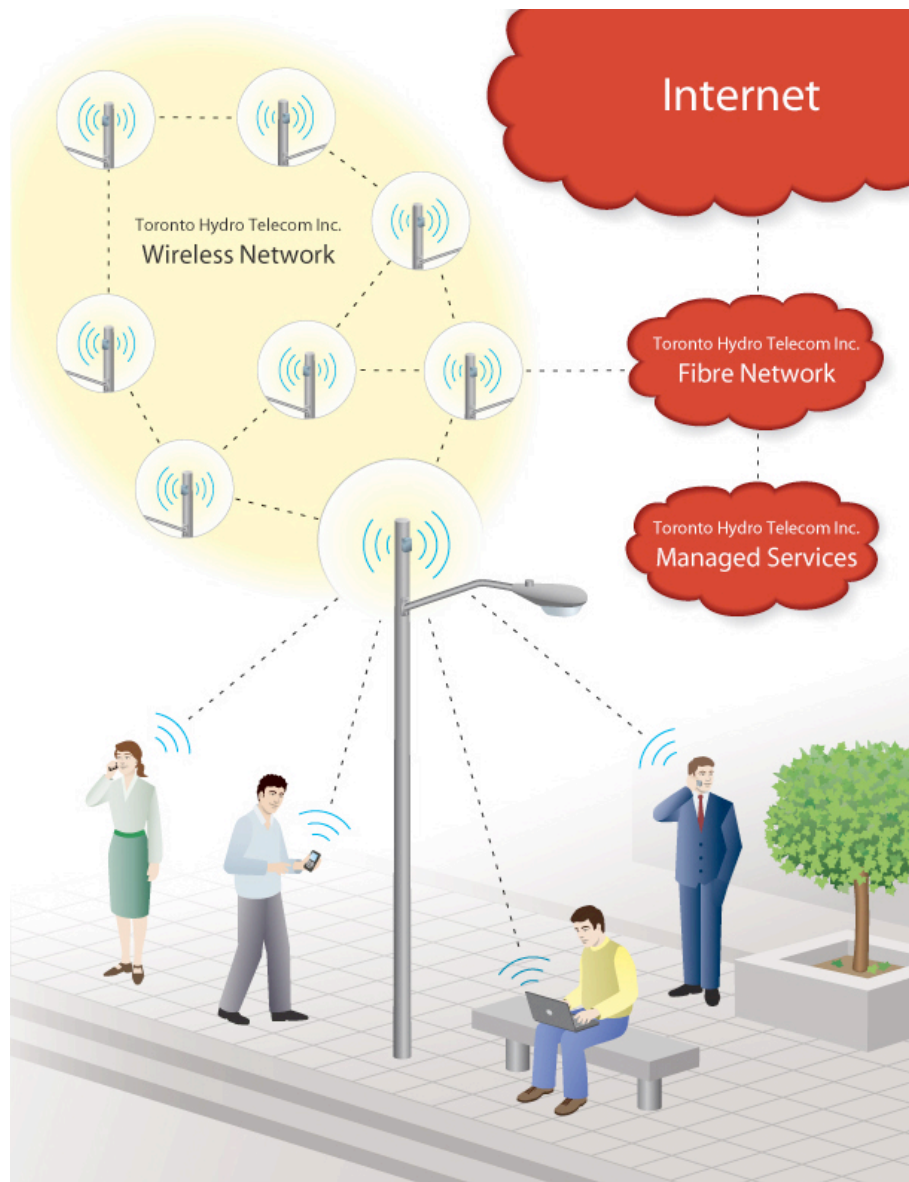 Internet
Toronto Hydro Telecom Inc.
Wireless Network
Toronto Hydro Telecom Inc.
Fibre Network
Toronto Hydro Telecom Inc.
Managed Services